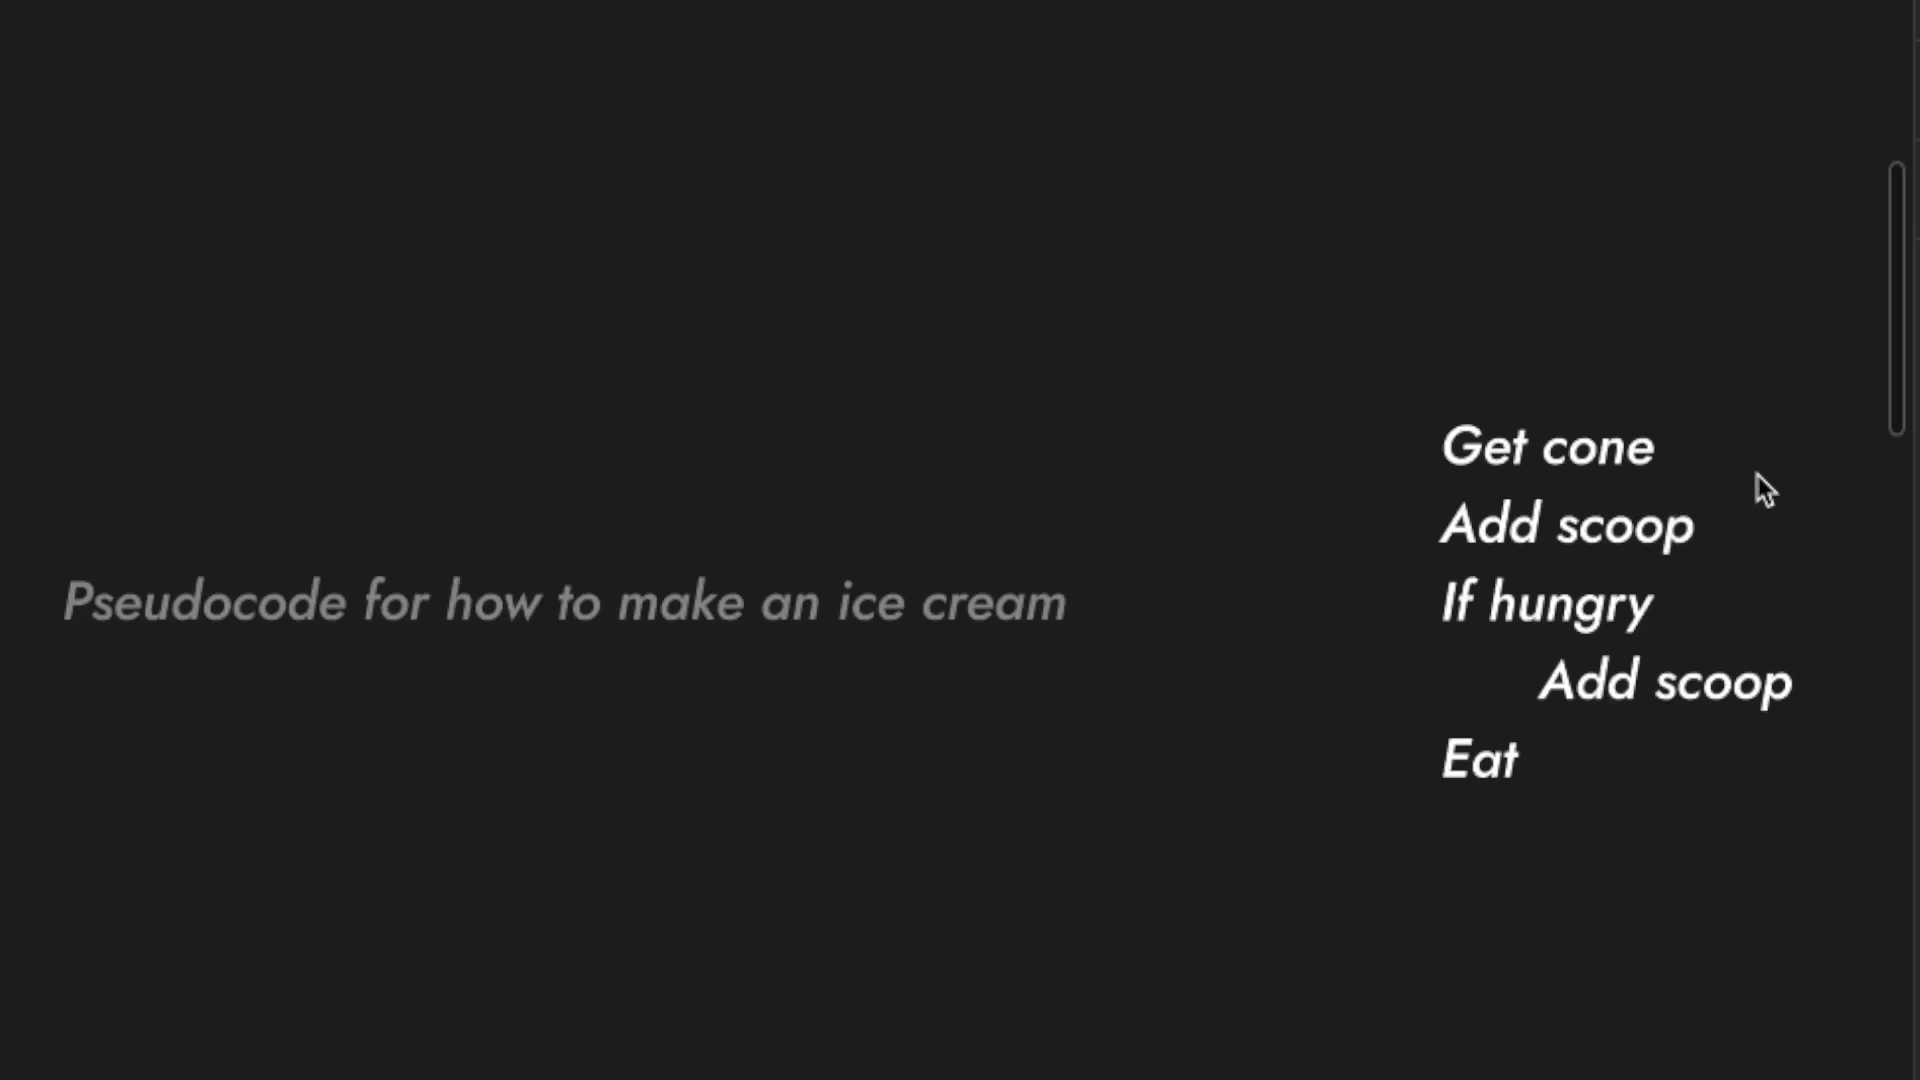 Pseudocode for how to make an ice cream
Get cone
Add scoop
If hungry
Add scoop
Eat